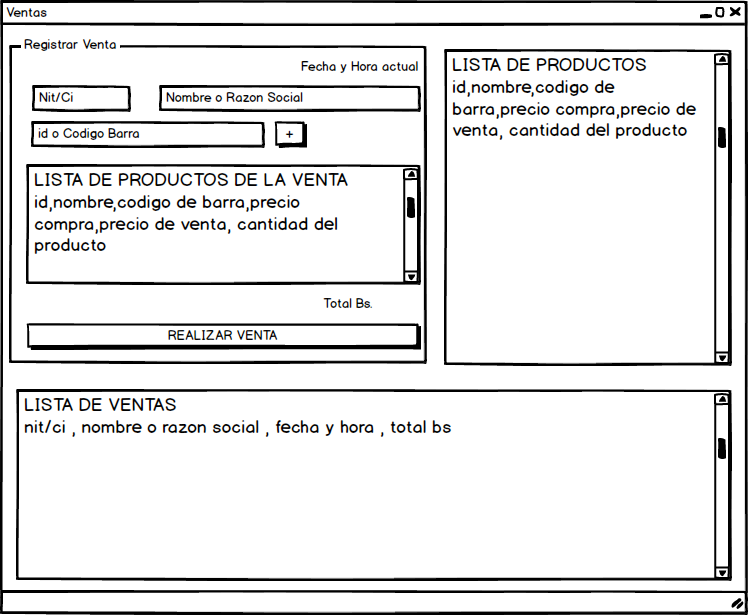 Ventas
Registrar Venta
Fecha y Hora actual
Nit/Ci
Nombre o Razon Social
id o Codigo Barra
+
LISTA DE PRODUCTOS DE LA VENTA
id,nombre,codigo de barra,precio
compra,precio de venta, cantidad del
producto
Total Bs.
REALIZAR VENTA
LISTA DE PRODUCTOS
id,nombre,codigo de
barra,precio compra,precio de
venta, cantidad del producto
LISTA DE VENTAS
nit/ci , nombre o razon social , fecha y hora , total bs